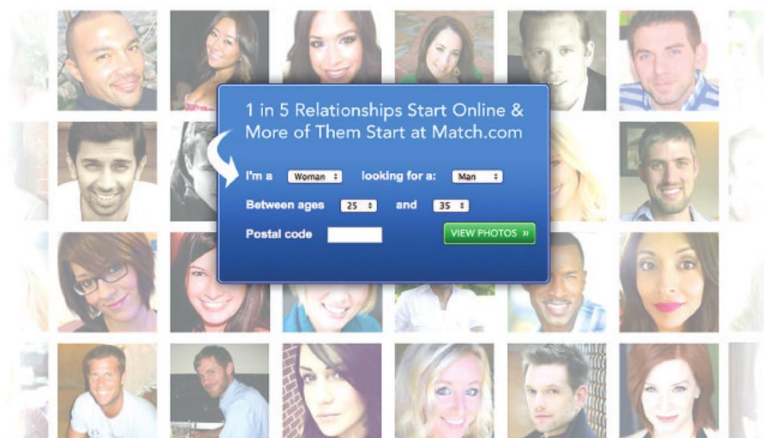 1 in 5 Relationships Start Online &
More of Them Start at Match.com
I'm a Woman looking for a: Man
Between ages 25 and 35
Postal code
VIEW PHOTOS »